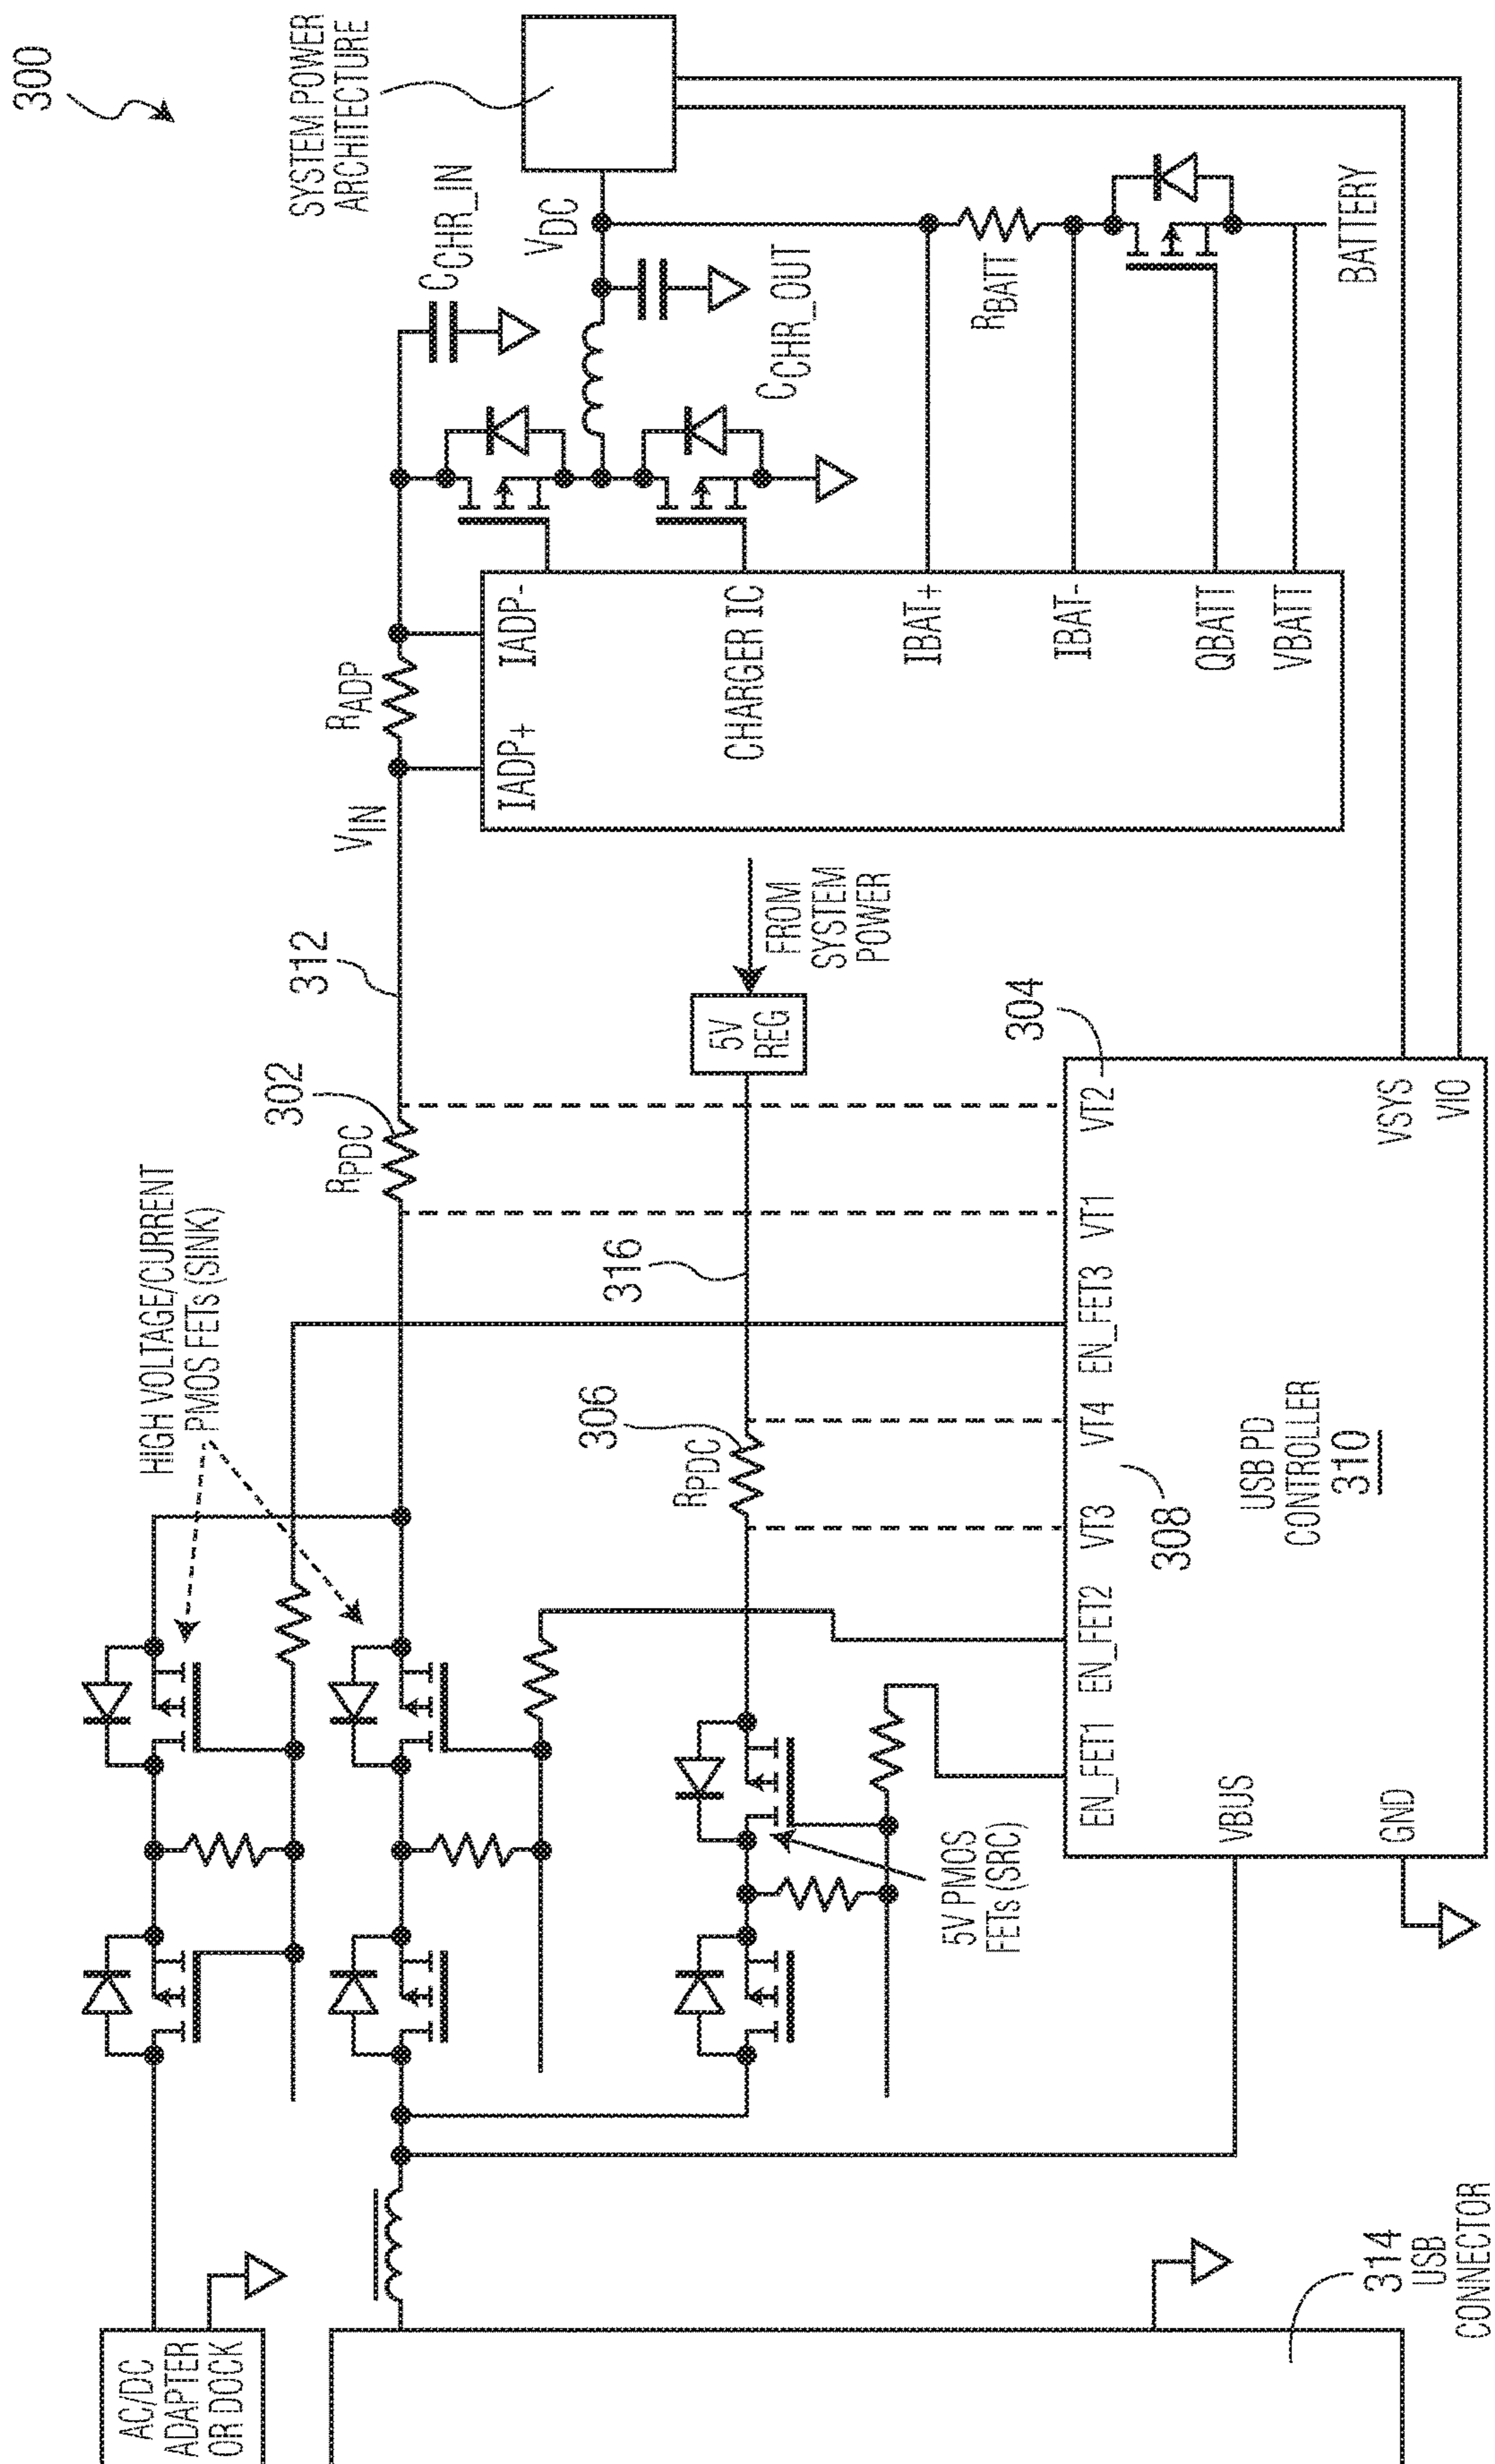 300
SYSTEM POWER
ARCHITECTURE
CCHR_IN
VDC
CCHR_OUT
RBATT
BATTERY
RADP
VIN
IADP+
IADP-
CHARGER IC
IBAT+
IBAT-
QBATT
VBATT
312
302
RPDC
5V
REG
FROM
SYSTEM
POWER
HIGH VOLTAGE/CURRENT
PMOS FETs (SINK)
316
306
RPDC
304
5V PMOS
FETs (SRC)
EN_FET1
EN_FET2
VT3
VT4
EN_FET3
VT1
VT2
308
VBUS
GND
USB PD
CONTROLLER
310
VSYS
VIO
AC/DC
ADAPTER
OR DOCK
314
USB
CONNECTOR